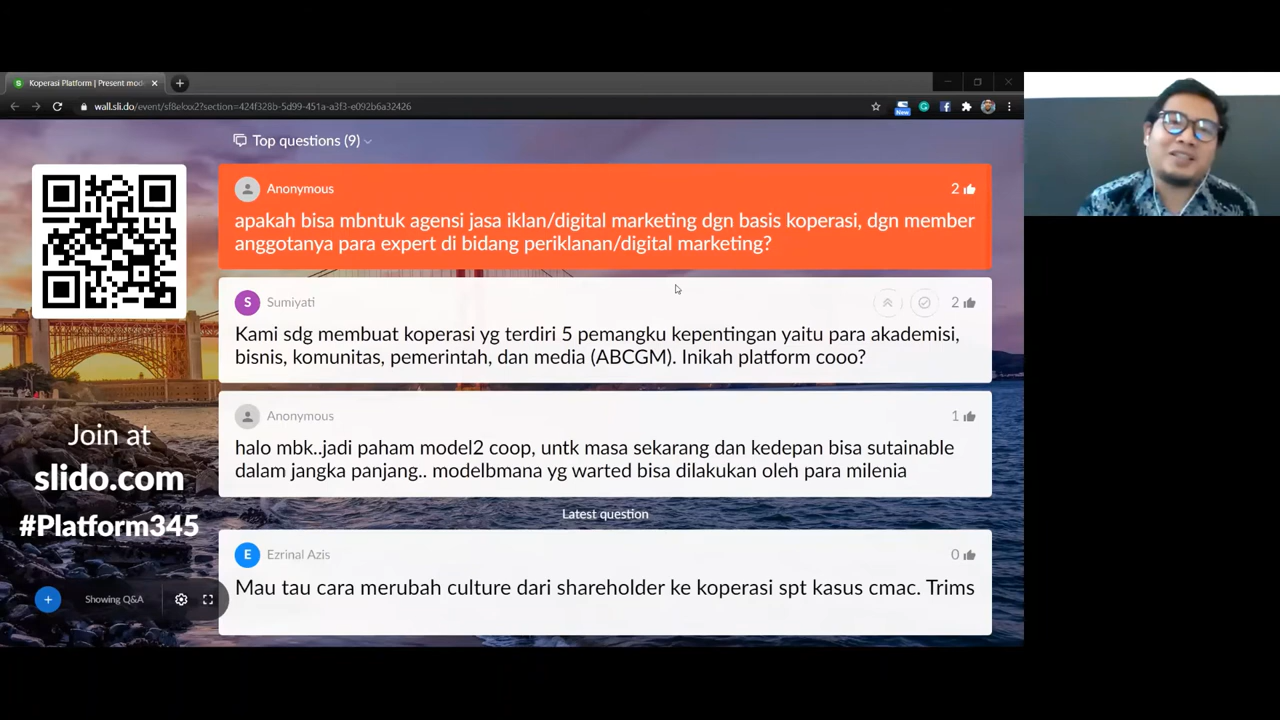 Koperasi Platform | Present mod
wall.sli.do/event/sf8eloo2?section=424f328b-5d99-451a-a3f3-e092b6a32426
New
Top questions (9)
Anonymous
2
apakah bisa mbntuk agensi jasa iklan/digital marketing dgn basis koperasi, dgn member
anggotanya para expert di bidang periklanan/digital marketing?
S
Sumiyati
2
Kami sdg membuat koperasi yg terdiri 5 pemangku kepentingan yaitu para akademisi,
bisnis, komunitas, pemerintah, dan media (ABCGM). Inikah platform cooo?
Anonymous
1
halo mbk..jadi paham model2 coop, untk masa sekarang dan kedepan bisa sutainable
dalam jangka panjang.. modelbmana yg warted bisa dilakukan oleh para milenia
Latest question
E
Ezrinal Azis
0
Mau tau cara merubah culture dari shareholder ke koperasi spt kasus cmac. Trims
Join at
slido.com
#Platform345
Showing Q&A